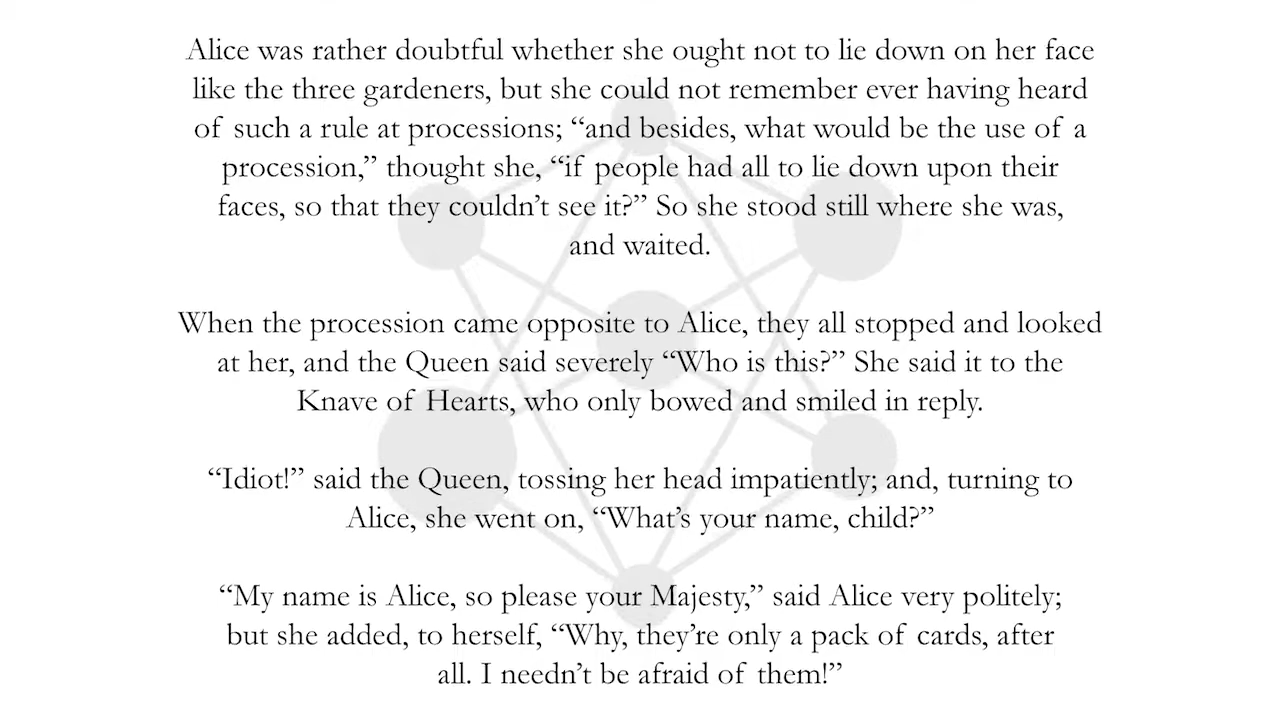 Alice was rather doubtful whether she ought not to lie down on her face
like the three gardeners, but she could not remember ever having heard
of such a rule at processions; “and besides, what would be the use of a
procession,” thought she, “if people had all to lie down upon their
faces, so that they couldn’t see it?” So she stood still where she was,
and waited.
When the procession came opposite to Alice, they all stopped and looked
at her, and the Queen said severely “Who is this?” She said it to the
Knave of Hearts, who only bowed and smiled in reply.
“Idiot!” said the Queen, tossing her head impatiently; and, turning to
Alice, she went on, “What’s your name, child?”
“My name is Alice, so please your Majesty,” said Alice very politely;
but she added, to herself, “Why, they’re only a pack of cards, after
all. I needn’t be afraid of them!”